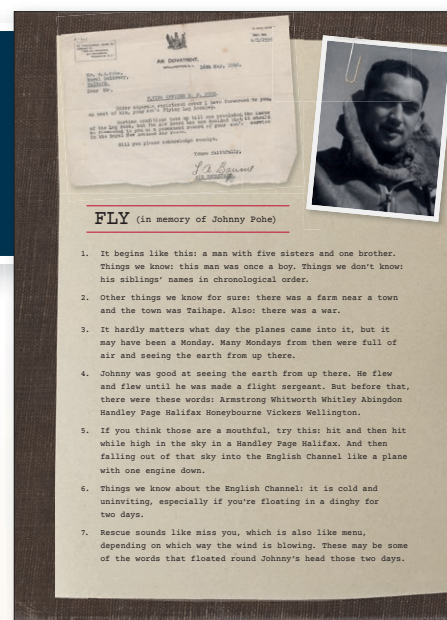 AIR DEPARTMENT,
Yours faithfully,
FLY (in memory of Johnny Pohe)
1. It begins like this: a man with five sisters and one brother.
Things we know: this man was once a boy. Things we don't know:
his siblings' names in chronological order.
2. Other things we know for sure: there was a farm near a town
and the town was Taihape. Also: there was a war.
3. It hardly matters what day the planes came into it, but it
may have been a Monday. Many Mondays from then were full of
air and seeing the earth from up there.
4. Johnny was good at seeing the earth from up there. He flew
and flew until he was made a flight sergeant. But before that,
there were these words: Armstrong Whitworth Whitley Abingdon
Handley Page Halifax Honeybourne Vickers Wellington.
5. If you think those are a mouthful, try this: hit and then hit
while high in the sky in a Handley Page Halifax. And then
falling out of that sky into the English Channel like a plane
with one engine down.
6. Things we know about the English Channel: it is cold and
uninviting, especially if you're floating in a dinghy for
two days.
7. Rescue sounds like miss you, which is also like menu,
depending on which way the wind is blowing. These may be some
of the words that floated round Johnny's head those two days.